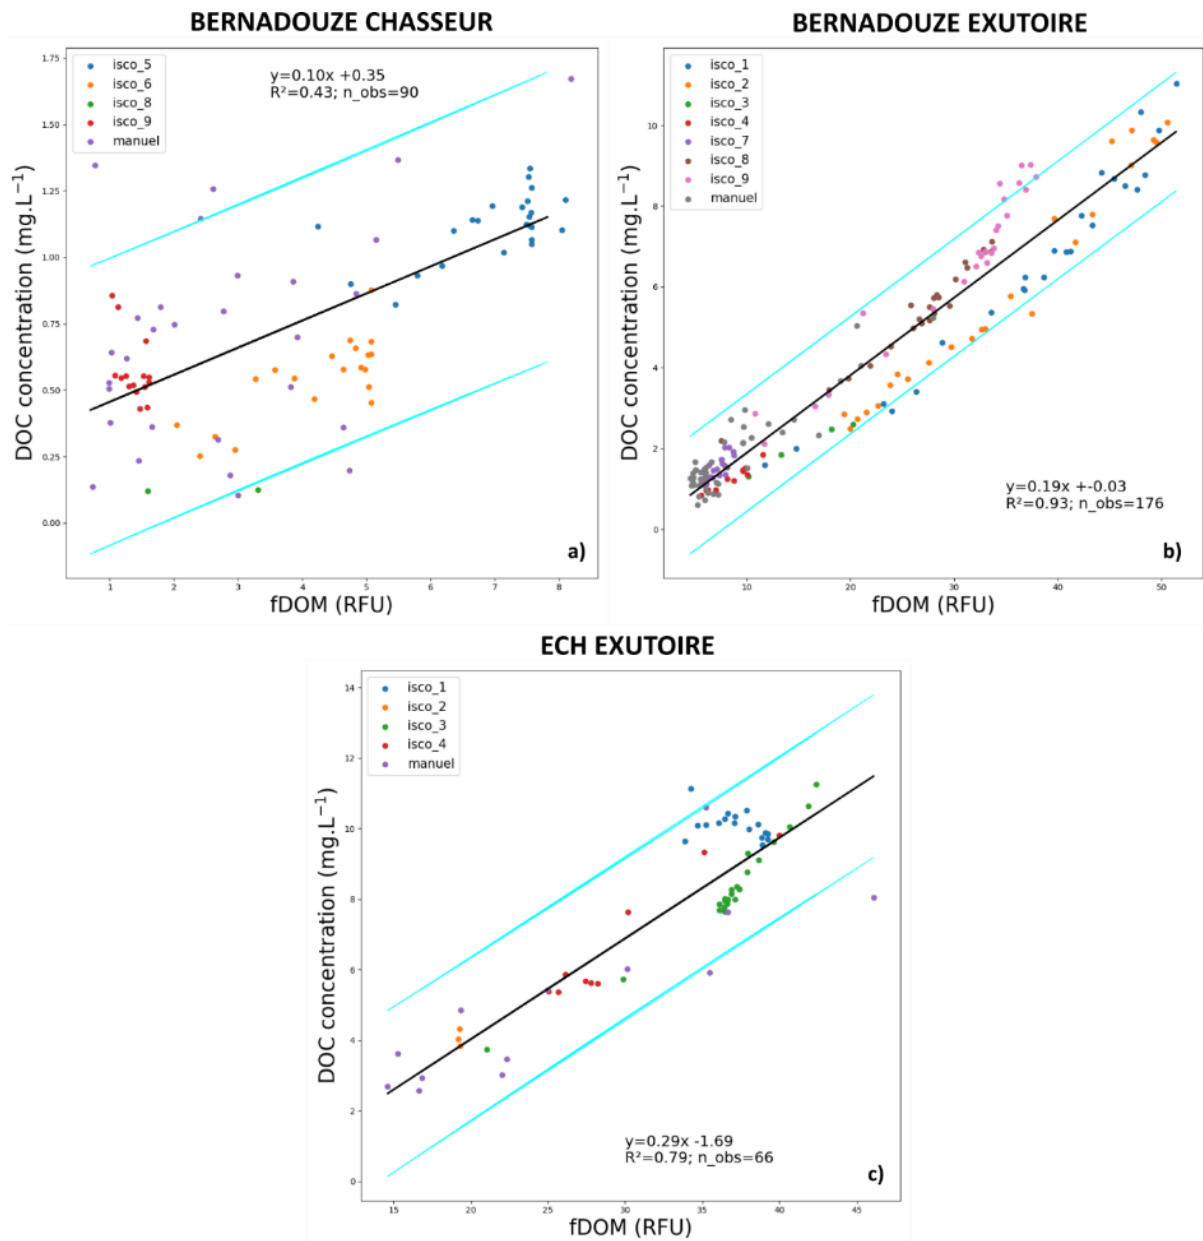 BERNADOUZE CHASSEUR
isco_5
isco_6
isco_8
isco_9
manuel
y=0.10x +0.35
R²=0.43; n_obs=90
DOC concentration (mg.L⁻¹)
1.75
1.50
1.25
1.00
0.75
0.50
0.25
0.00
a)
1 2 3 4 5 6 7 8
fDOM (RFU)
BERNADOUZE EXUTOIRE
isco_1
isco_2
isco_3
isco_4
isco_7
isco_8
isco_9
manuel
DOC concentration (mg.L⁻¹)
10
8
6
4
2
0
y=0.19x +-0.03
R²=0.93; n_obs=176
b)
10 20 30 40 50
fDOM (RFU)
ECH EXUTOIRE
isco_1
isco_2
isco_3
isco_4
manuel
DOC concentration (mg.L⁻¹)
14
12
10
8
6
4
2
0
y=0.29x -1.69
R²=0.79; n_obs=66
c)
15 20 25 30 35 40 45
fDOM (RFU)